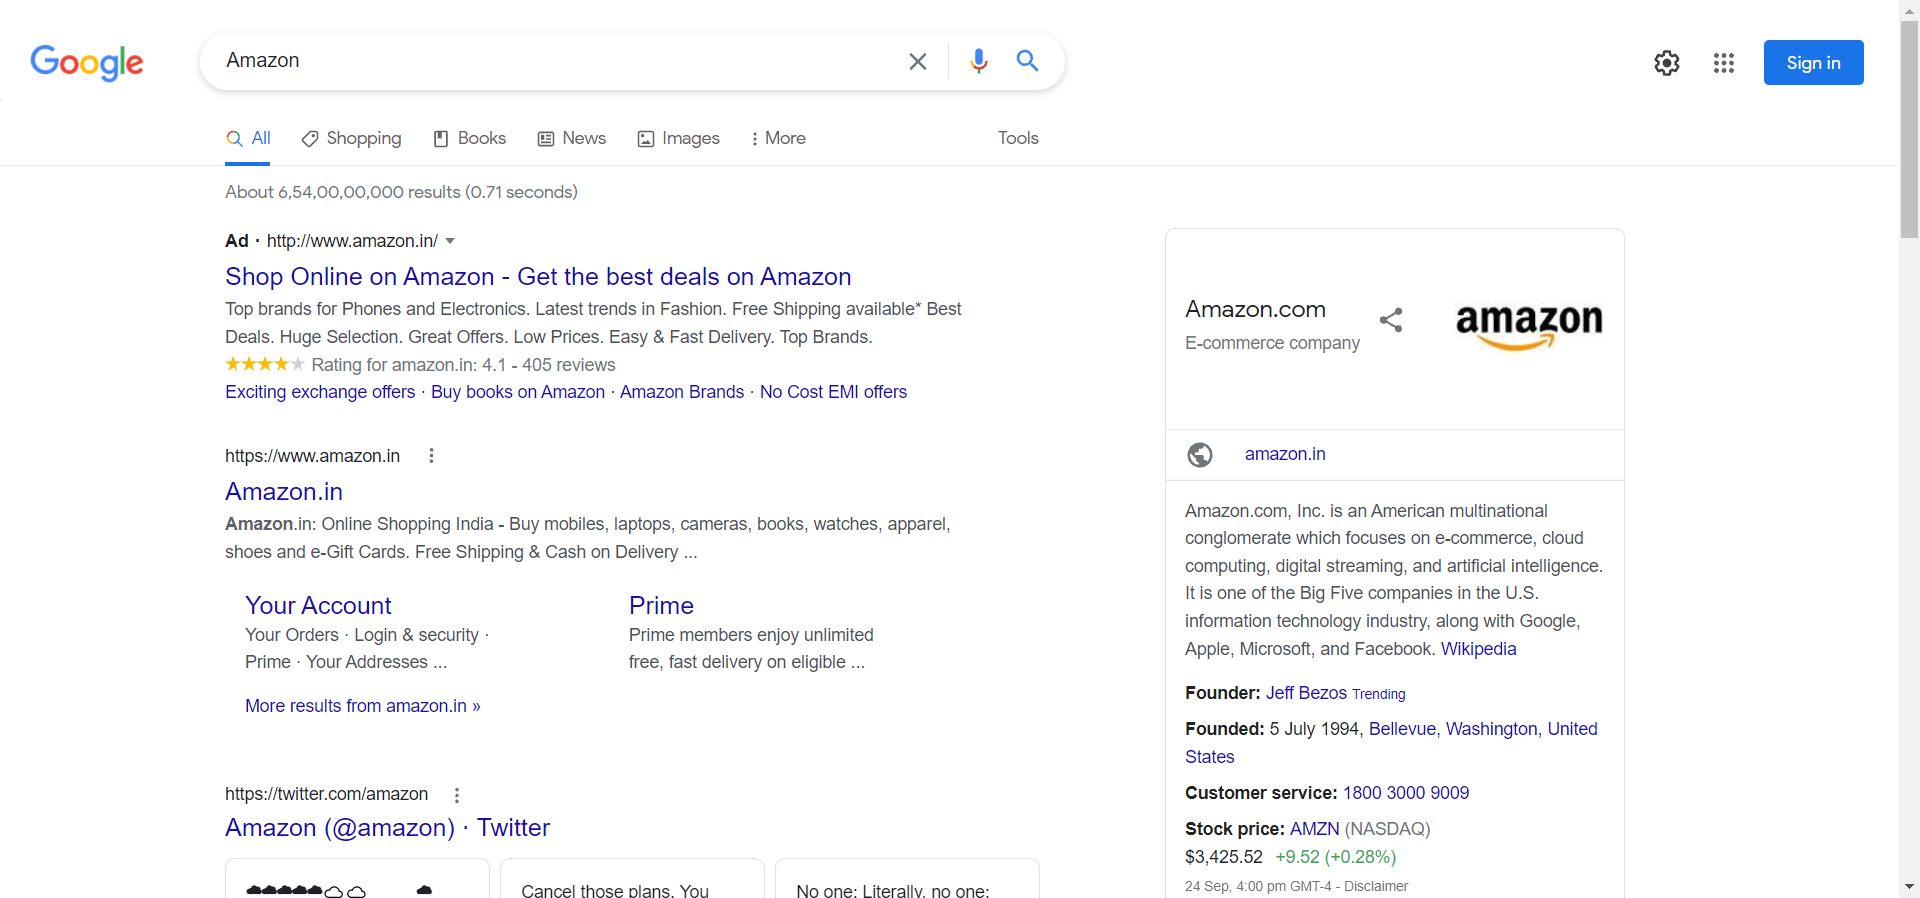 Google
Amazon
Sign in
All
Shopping
Books
News
Images
More
Tools
About 6,54,00,00,000 results (0.71 seconds)
Ad · http://www.amazon.in/
Shop Online on Amazon - Get the best deals on Amazon
Top brands for Phones and Electronics. Latest trends in Fashion. Free Shipping available* Best
Deals. Huge Selection. Great Offers. Low Prices. Easy & Fast Delivery. Top Brands.
Rating for amazon.in: 4.1 - 405 reviews
Exciting exchange offers · Buy books on Amazon · Amazon Brands · No Cost EMI offers
https://www.amazon.in
Amazon.in
Amazon.in: Online Shopping India - Buy mobiles, laptops, cameras, books, watches, apparel,
shoes and e-Gift Cards. Free Shipping & Cash on Delivery ...
Your Account
Your Orders · Login & security ·
Prime · Your Addresses ...
Prime
Prime members enjoy unlimited
free, fast delivery on eligible ...
More results from amazon.in »
https://twitter.com/amazon
Amazon (@amazon) · Twitter
Cancel those plans. You
No one: Literally, no one:
Amazon.com
E-commerce company
amazon
amazon.in
Amazon.com, Inc. is an American multinational
conglomerate which focuses on e-commerce, cloud
computing, digital streaming, and artificial intelligence.
It is one of the Big Five companies in the U.S.
information technology industry, along with Google,
Apple, Microsoft, and Facebook. Wikipedia
Founder: Jeff Bezos Trending
Founded: 5 July 1994, Bellevue, Washington, United
States
Customer service: 1800 3000 9009
Stock price: AMZN (NASDAQ)
$3,425.52 +9.52 (+0.28%)
24 Sep, 4:00 pm GMT-4 - Disclaimer